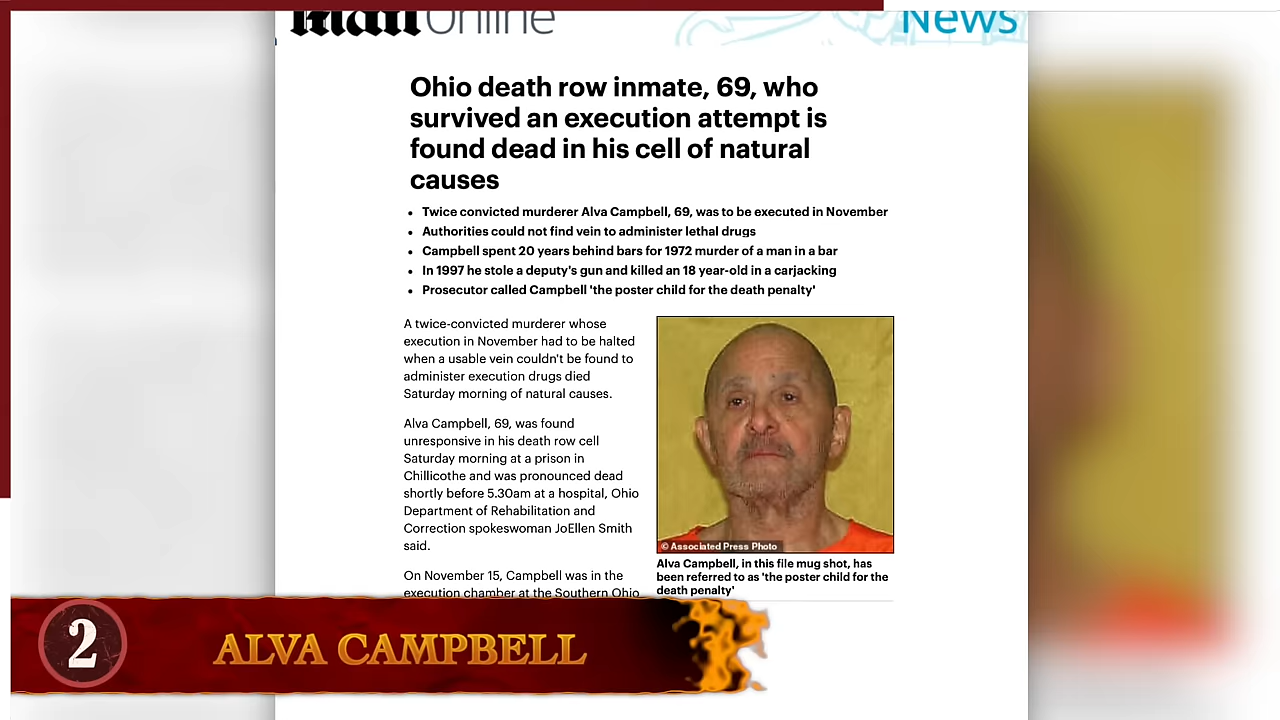 Mail Online
News
Ohio death row inmate, 69, who
survived an execution attempt is
found dead in his cell of natural
causes
• Twice convicted murderer Alva Campbell, 69, was to be executed in November
• Authorities could not find vein to administer lethal drugs
• Campbell spent 20 years behind bars for 1972 murder of a man in a bar
• In 1997 he stole a deputy's gun and killed an 18 year-old in a carjacking
• Prosecutor called Campbell 'the poster child for the death penalty'
A twice-convicted murderer whose
execution in November had to be halted
when a usable vein couldn't be found to
administer execution drugs died
Saturday morning of natural causes.
Alva Campbell, 69, was found
unresponsive in his death row cell
Saturday morning at a prison in
Chillicothe and was pronounced dead
shortly before 5.30am at a hospital, Ohio
Department of Rehabilitation and
Correction spokeswoman JoEllen Smith
said.
On November 15, Campbell was in the
execution chamber at the Southern Ohio
© Associated Press Photo
Alva Campbell, in this file mug shot, has
been referred to as 'the poster child for the
death penalty'
2
ALVA CAMPBELL